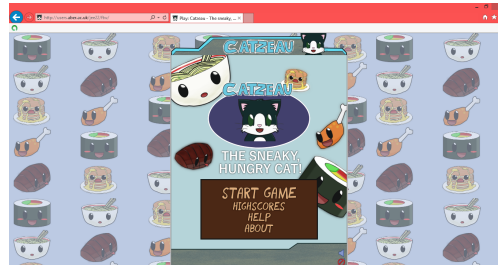 Play: Catzeau - The sneaky, ...
CATZEAU
CATZEAU
THE SNEAKY,
HUNGRY CAT!
START GAME
HIGHSCORES
HELP
ABOUT